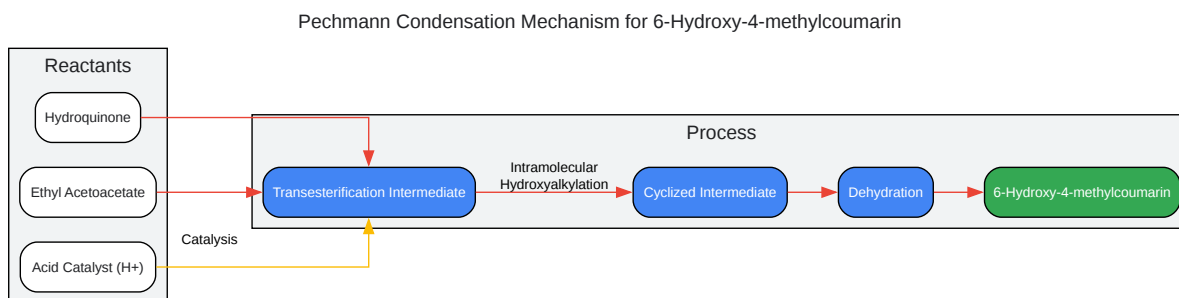 Pechmann Condensation Mechanism for 6-Hydroxy-4-methylcoumarin
Reactants
Hydroquinone
Ethyl Acetoacetate
Acid Catalyst (H+)
Catalysis
Process
Transesterification Intermediate
Intramolecular
Hydroxyalkylation
Cyclized Intermediate
Dehydration
6-Hydroxy-4-methylcoumarin